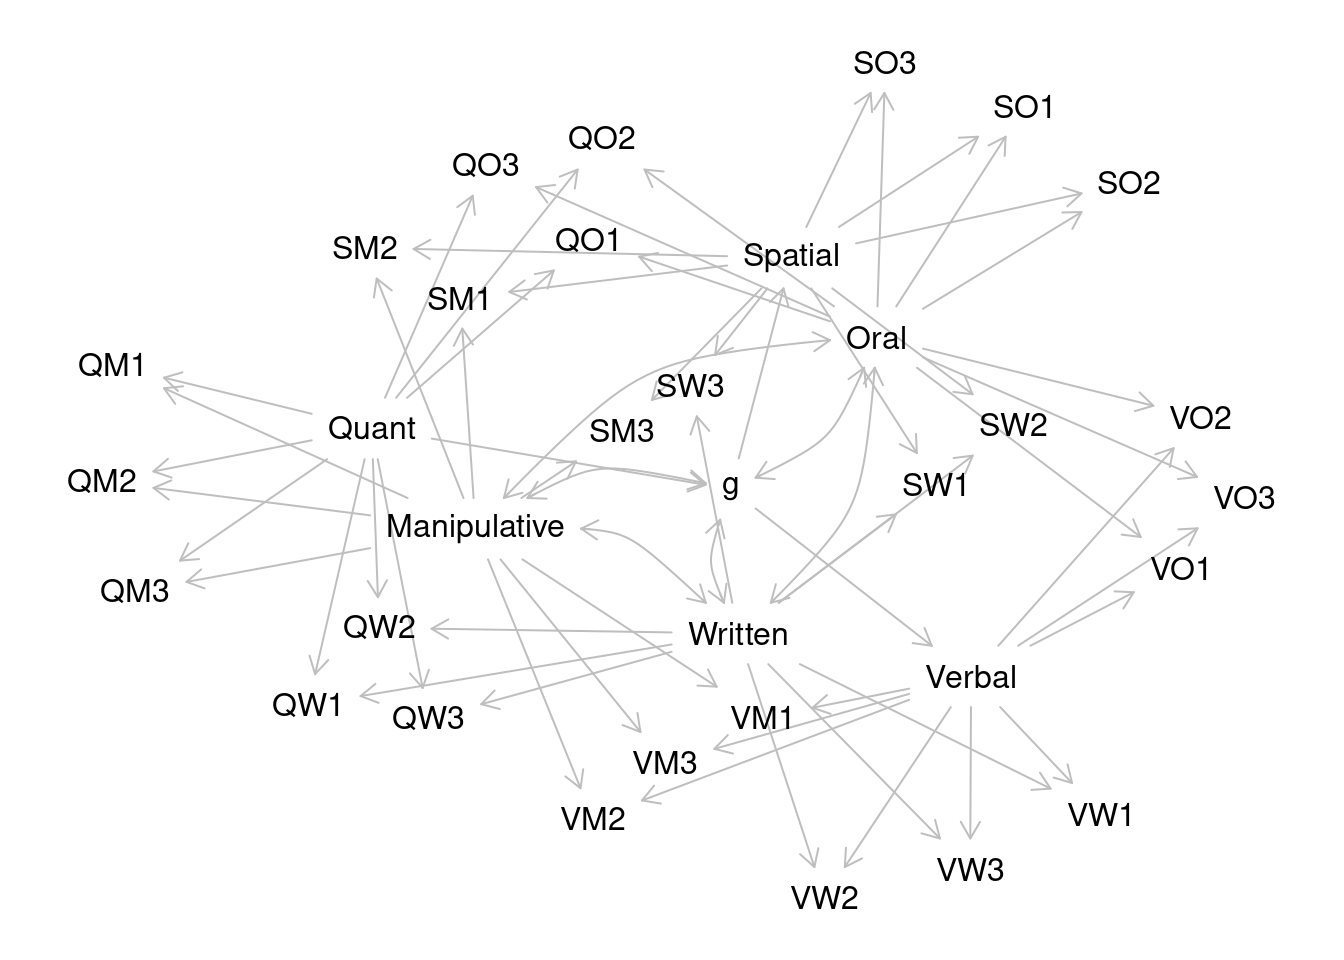 SO3
SO1
QO2
QO3
SO2
SM2
QO1
Spatial
SM1
Oral
QM1
SW3
VO2
SW2
Quant
SM3
QM2
g
SW1
VO3
Manipulative
VO1
QM3
QW2
Written
Verbal
QW1
QW3
VM1
VM3
VW1
VM2
VW3
VW2